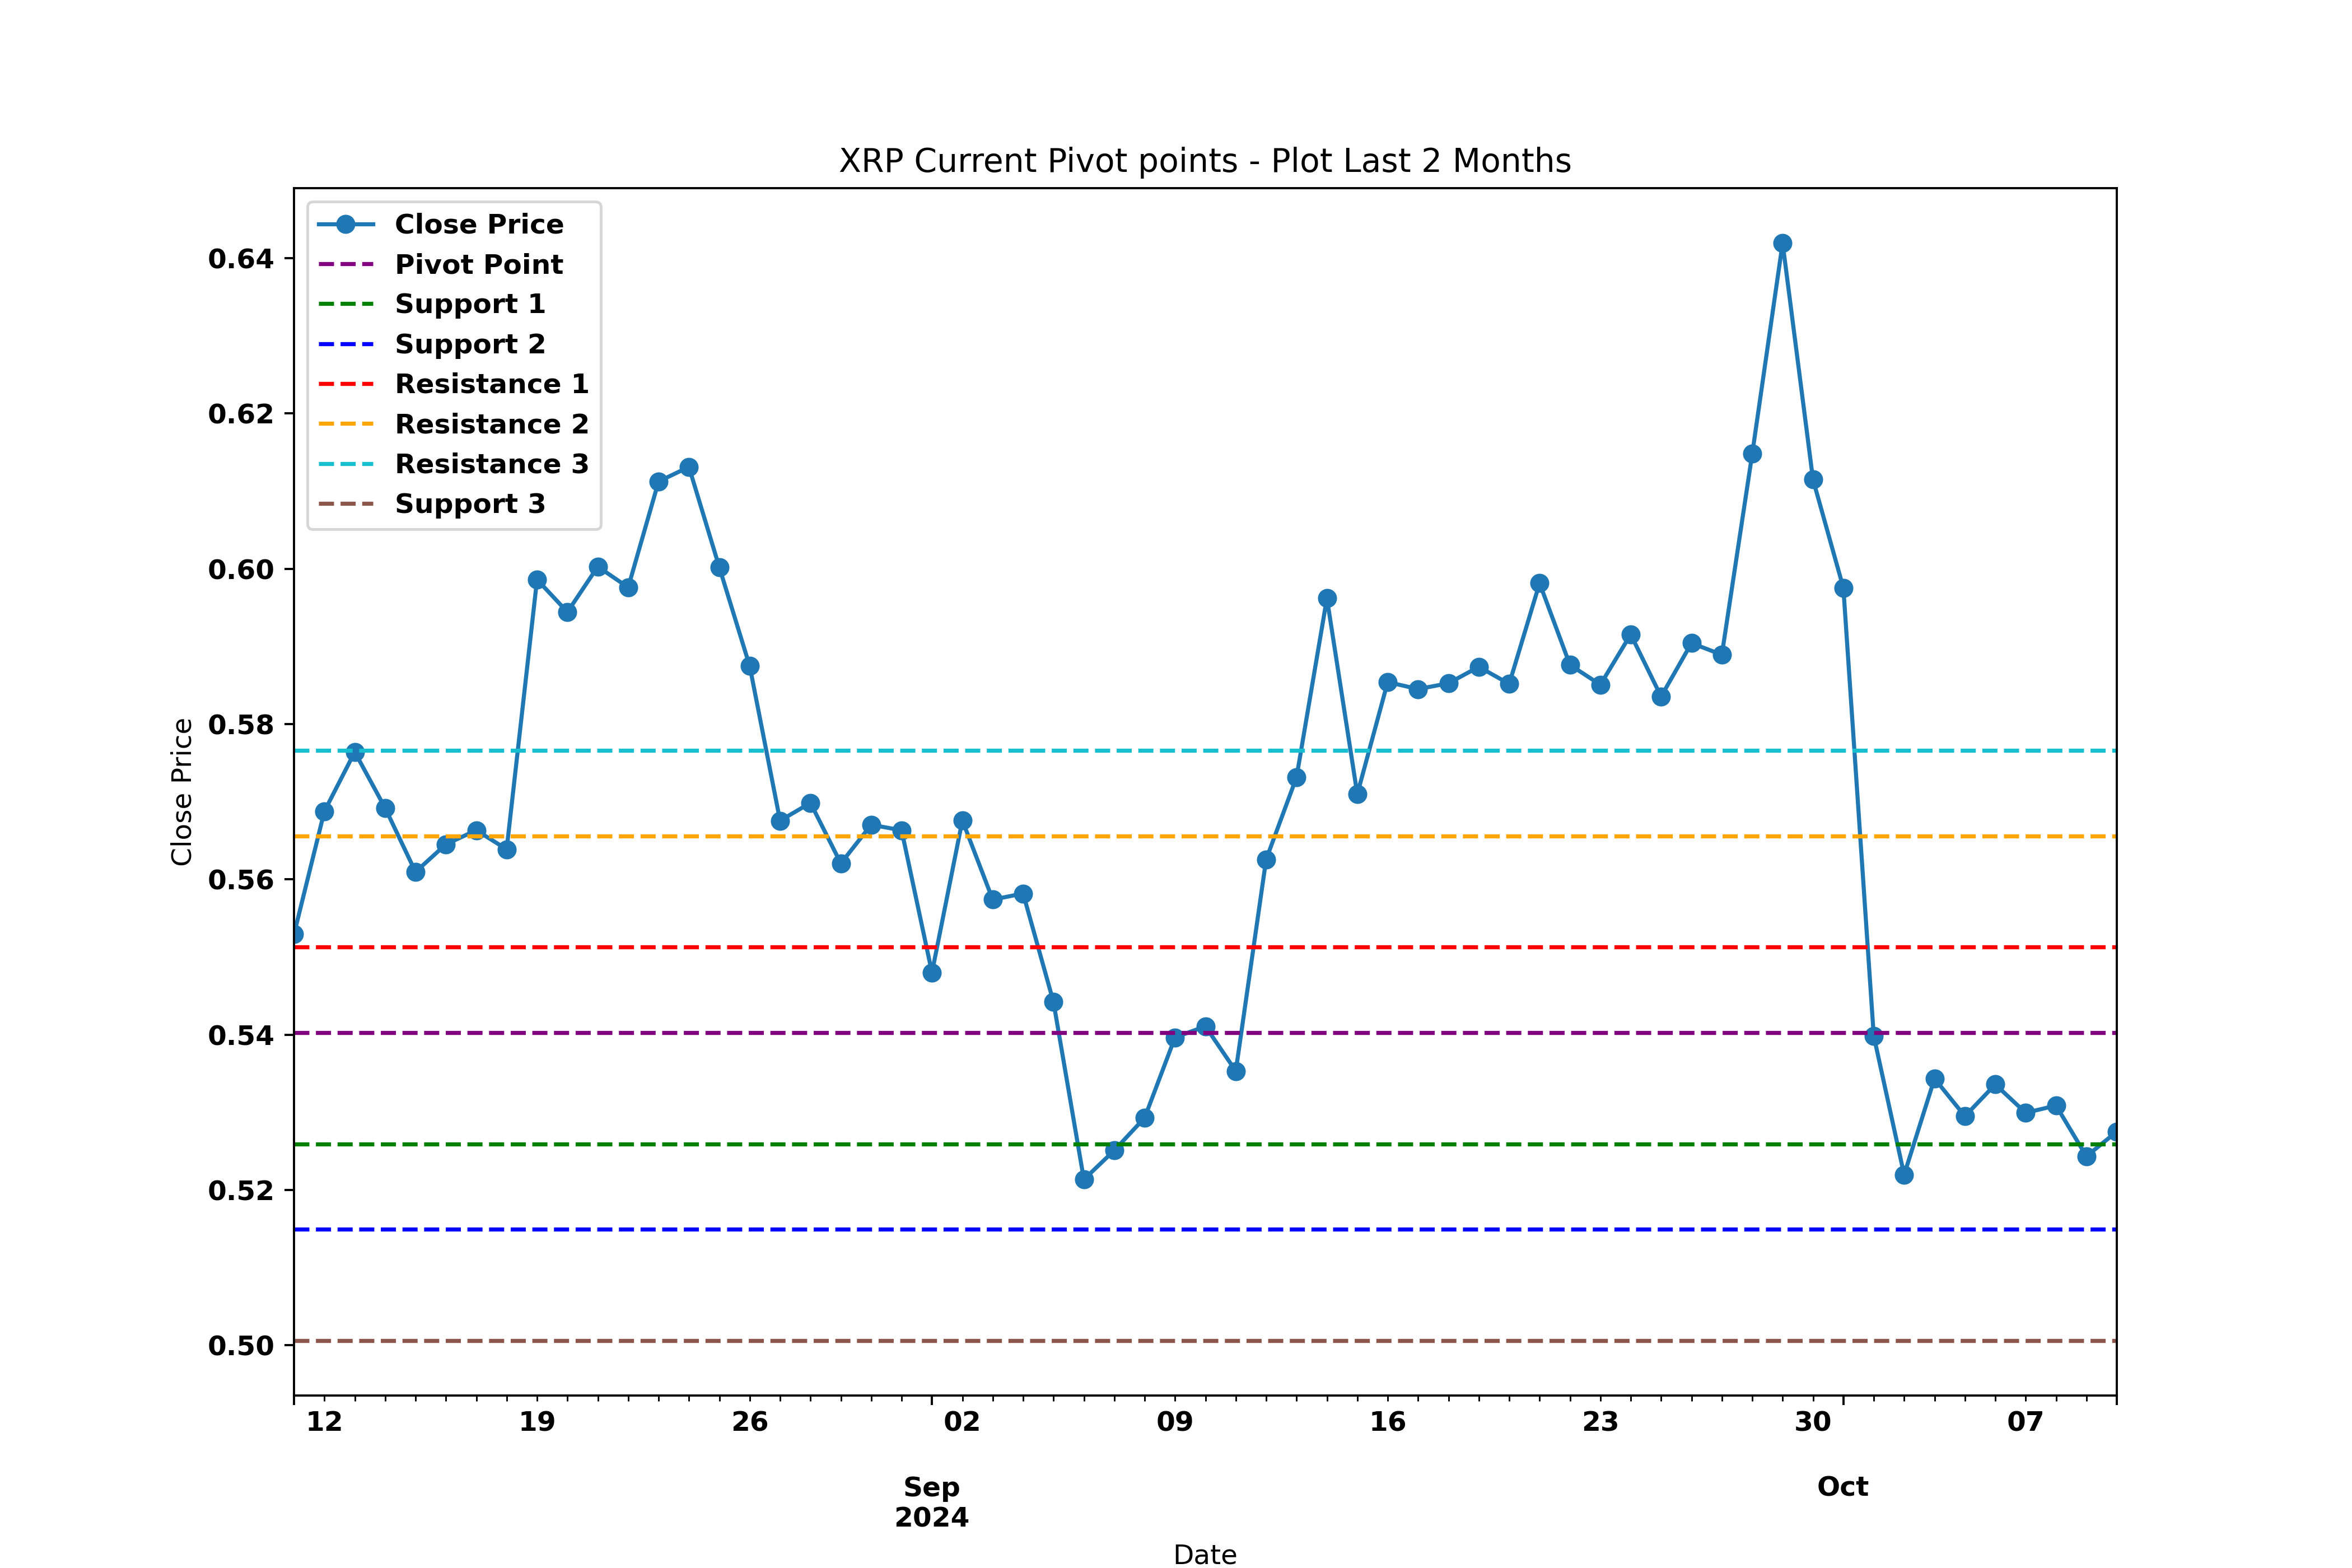 XRP Current Pivot points - Plot Last 2 Months
Close Price
Pivot Point
Support 1
Support 2
Resistance 1
Resistance 2
Resistance 3
Support 3
0.64
0.62
0.60
0.58
0.56
0.54
0.52
0.50
Close Price
12 19 26 02 09 16 23 30 07
Sep Oct
2024
Date